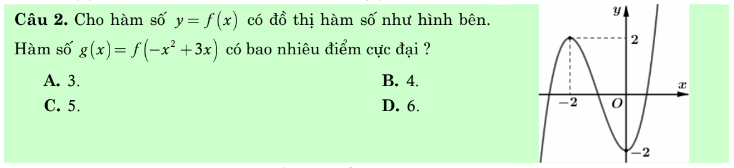 Câu 2. Cho hàm số y = f(x) có đồ thị hàm số như hình bên.
Hàm số g(x) = f(−x² + 3x) có bao nhiêu điểm cực đại ?
A. 3.
B. 4.
C. 5.
D. 6.
y
2
x
−2
O
−2